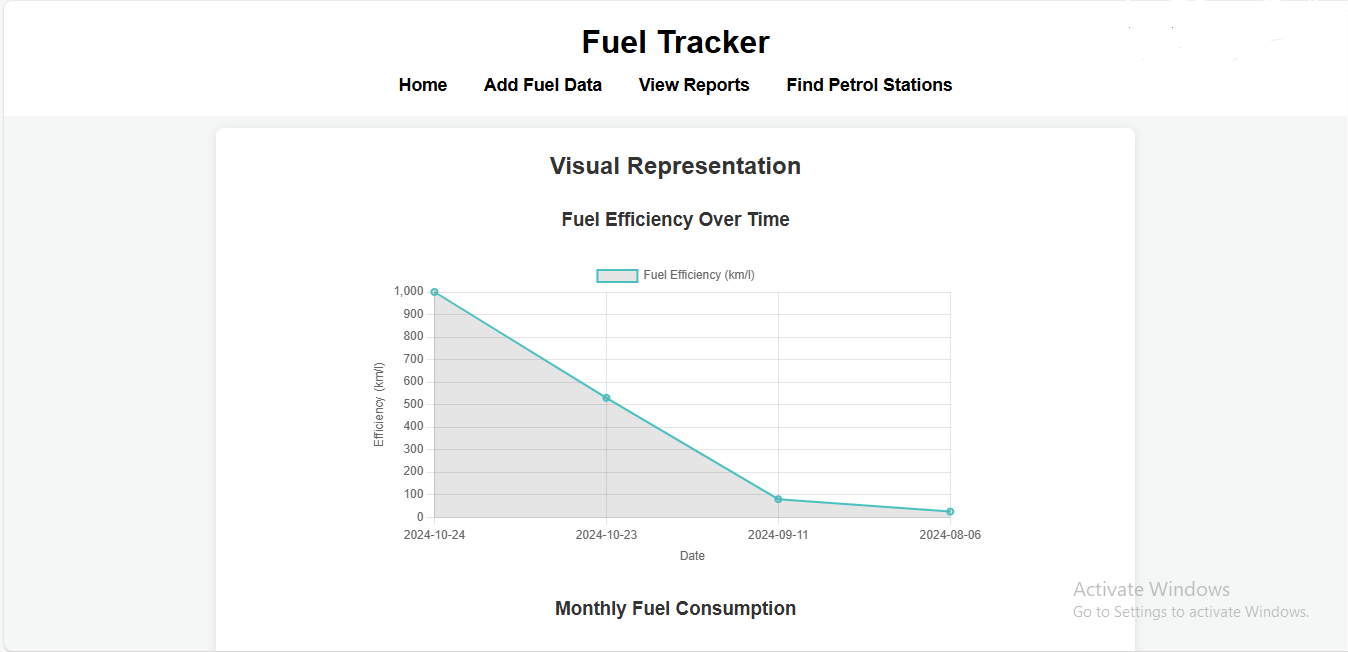 Fuel Tracker
Home Add Fuel Data View Reports Find Petrol Stations
Visual Representation
Fuel Efficiency Over Time
Fuel Efficiency (km/l)
1,000
900
800
700
600
500
400
300
200
100
0
Efficiency (km/l)
2024-10-24 2024-10-23 2024-09-11 2024-08-06
Date
Monthly Fuel Consumption
Activate Windows
Go to Settings to activate Windows.